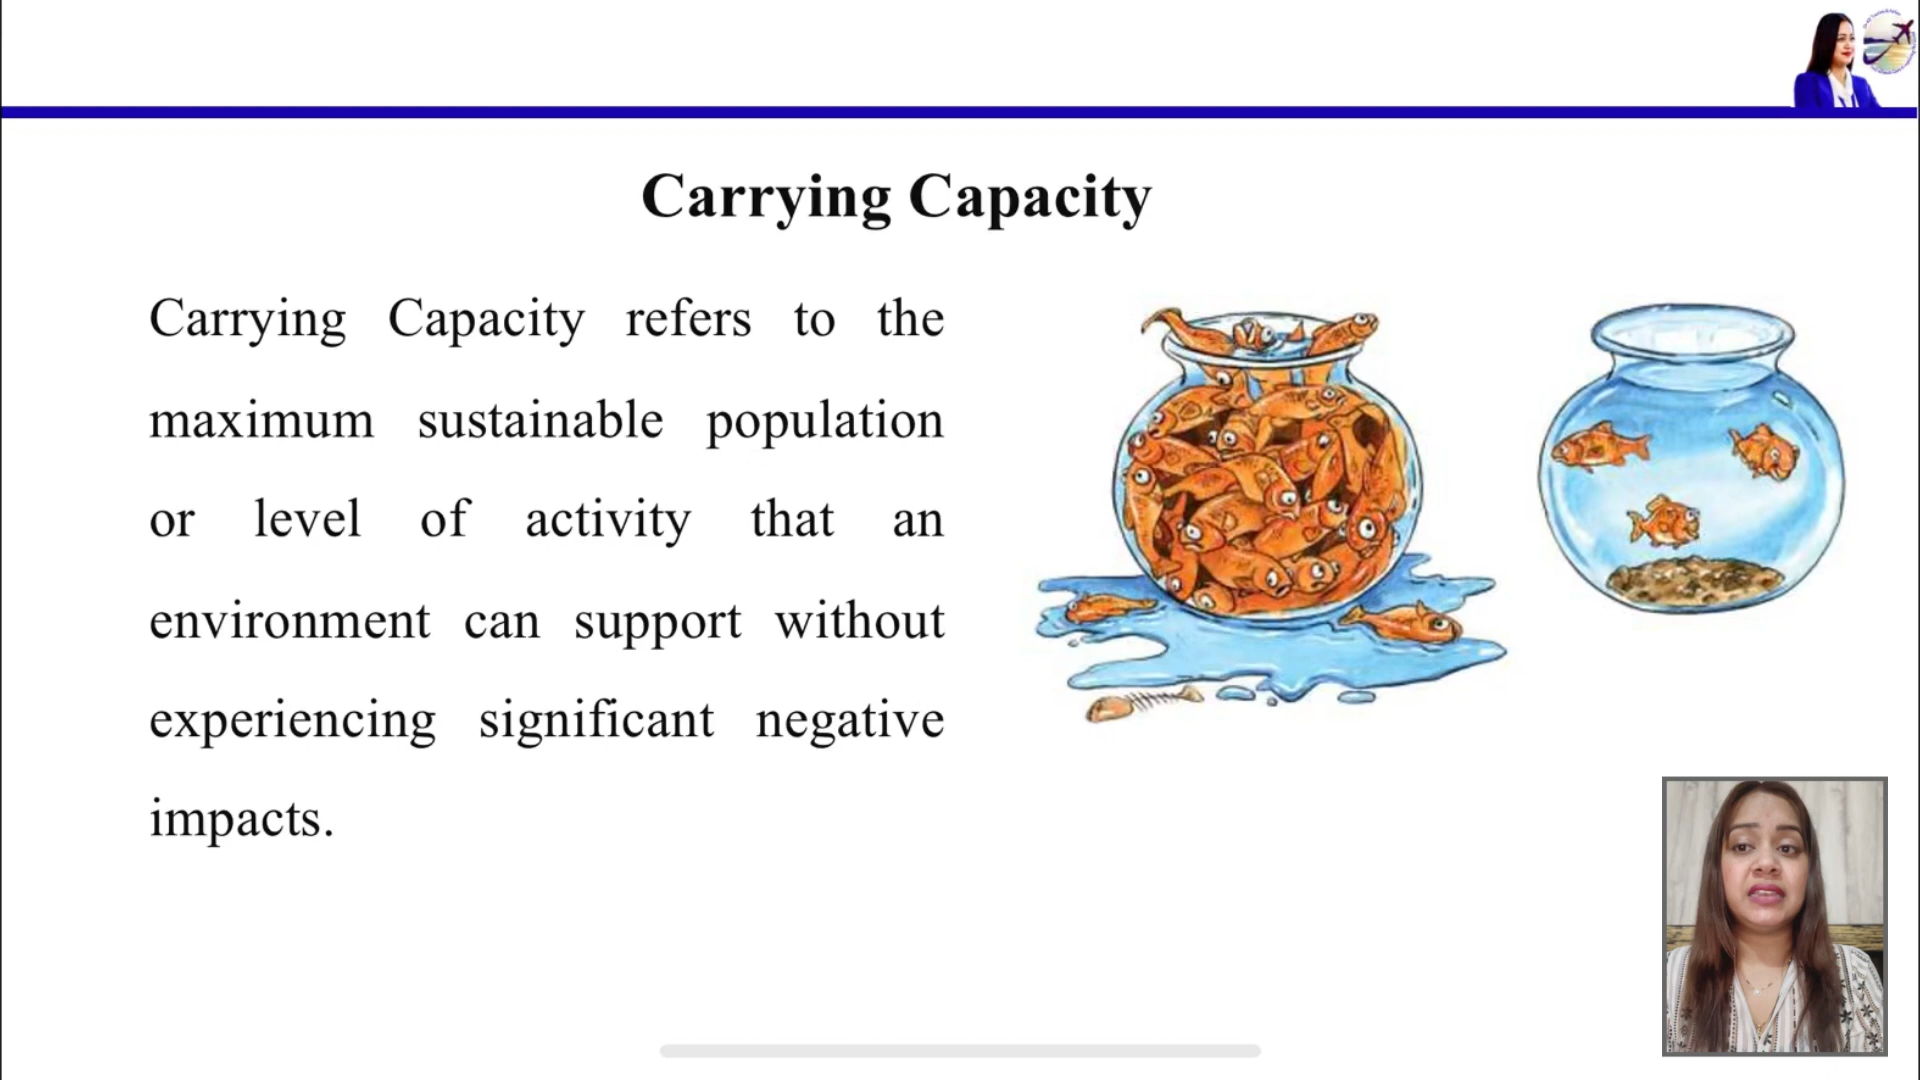 Carrying Capacity
Carrying Capacity refers to the
maximum sustainable population
or level of activity that an
environment can support without
experiencing significant negative
impacts.